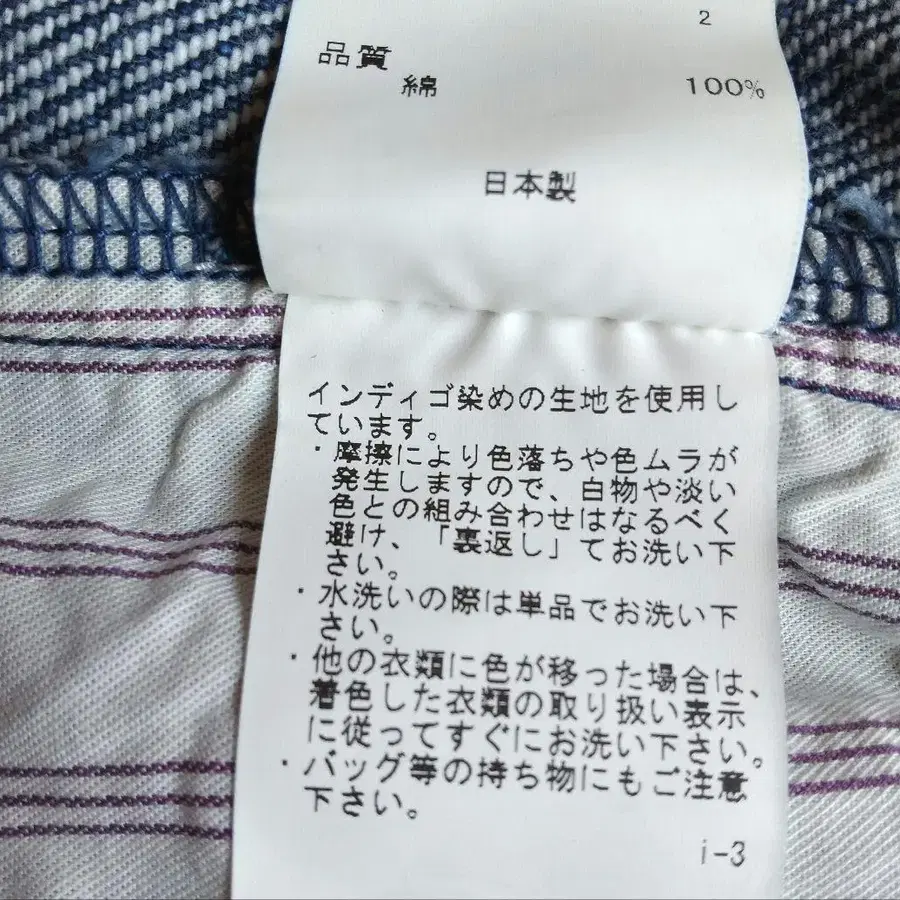 2
品質
綿 100%
日本製
インディゴ染めの生地を使用し
ています。
・摩擦により色落ちや色ムラが
発生しますので、白物や淡い
色との組み合わせはなるべく
避け、「裏返し」てお洗い下
さい。
・水洗いの際は単品でお洗い下
さい。
・他の衣類に色が移った場合は、
着色した衣類の取り扱い表示
に従ってすぐにお洗い下さい。
・バッグ等の持ち物にもご注意
下さい。
i-3